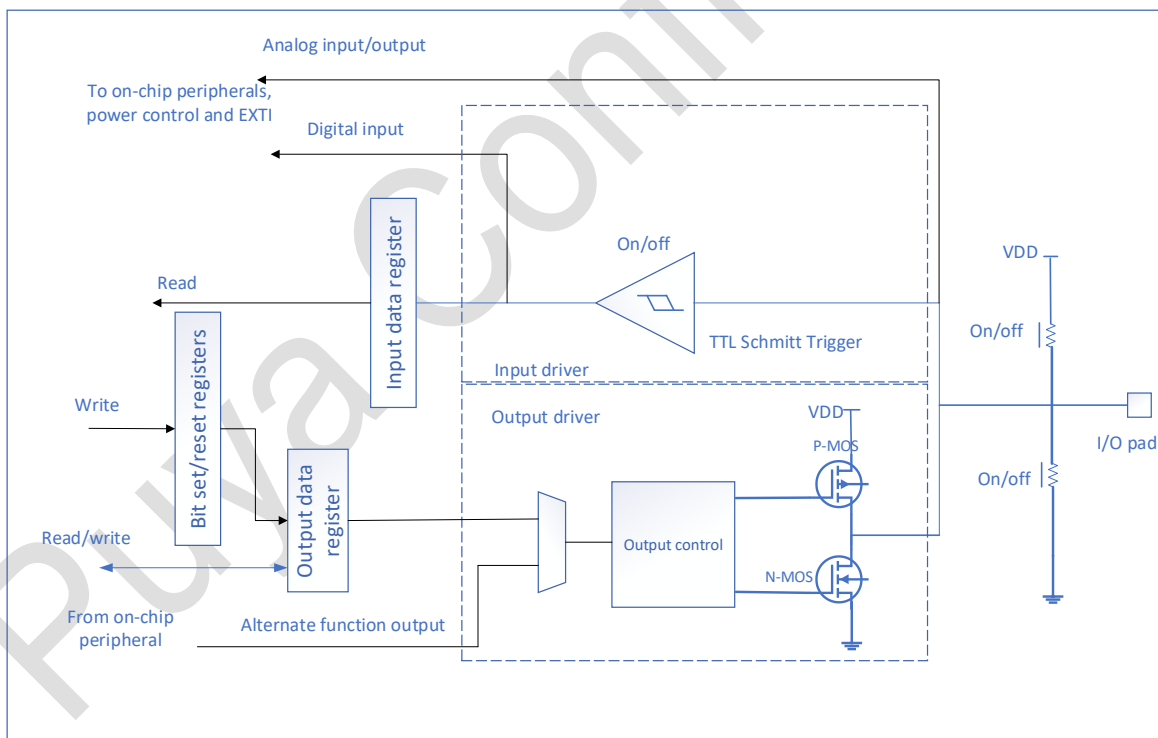 Puya Confi
Analog input/output
To on-chip peripherals,
power control and EXTI
Digital input
On/off
Input data register
VDD
Read
On/off
TTL Schmitt Trigger
Bit set/reset registers
Input driver
Write
Output driver
VDD
I/O pad
P-MOS
On/off
Output data
register
Read/write
Output control
N-MOS
From on-chip
peripheral
Alternate function output